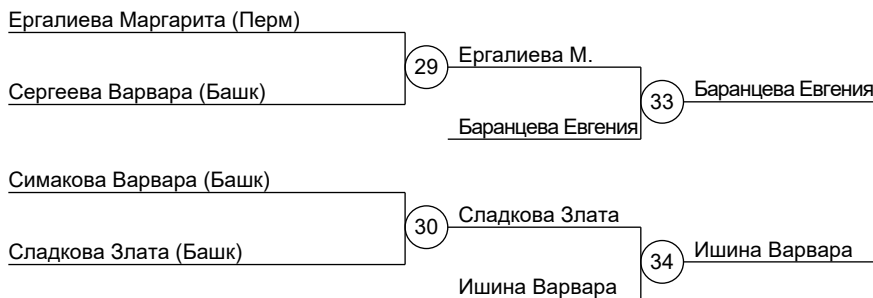 Ергалиева Маргарита (Перм)
29
Ергалиева М.
Сергеева Варвара (Башк)
33
Баранцева Евгения
Баранцева Евгения
Симакова Варвара (Башк)
30
Сладкова Злата
Сладкова Злата (Башк)
34
Ишина Варвара
Ишина Варвара